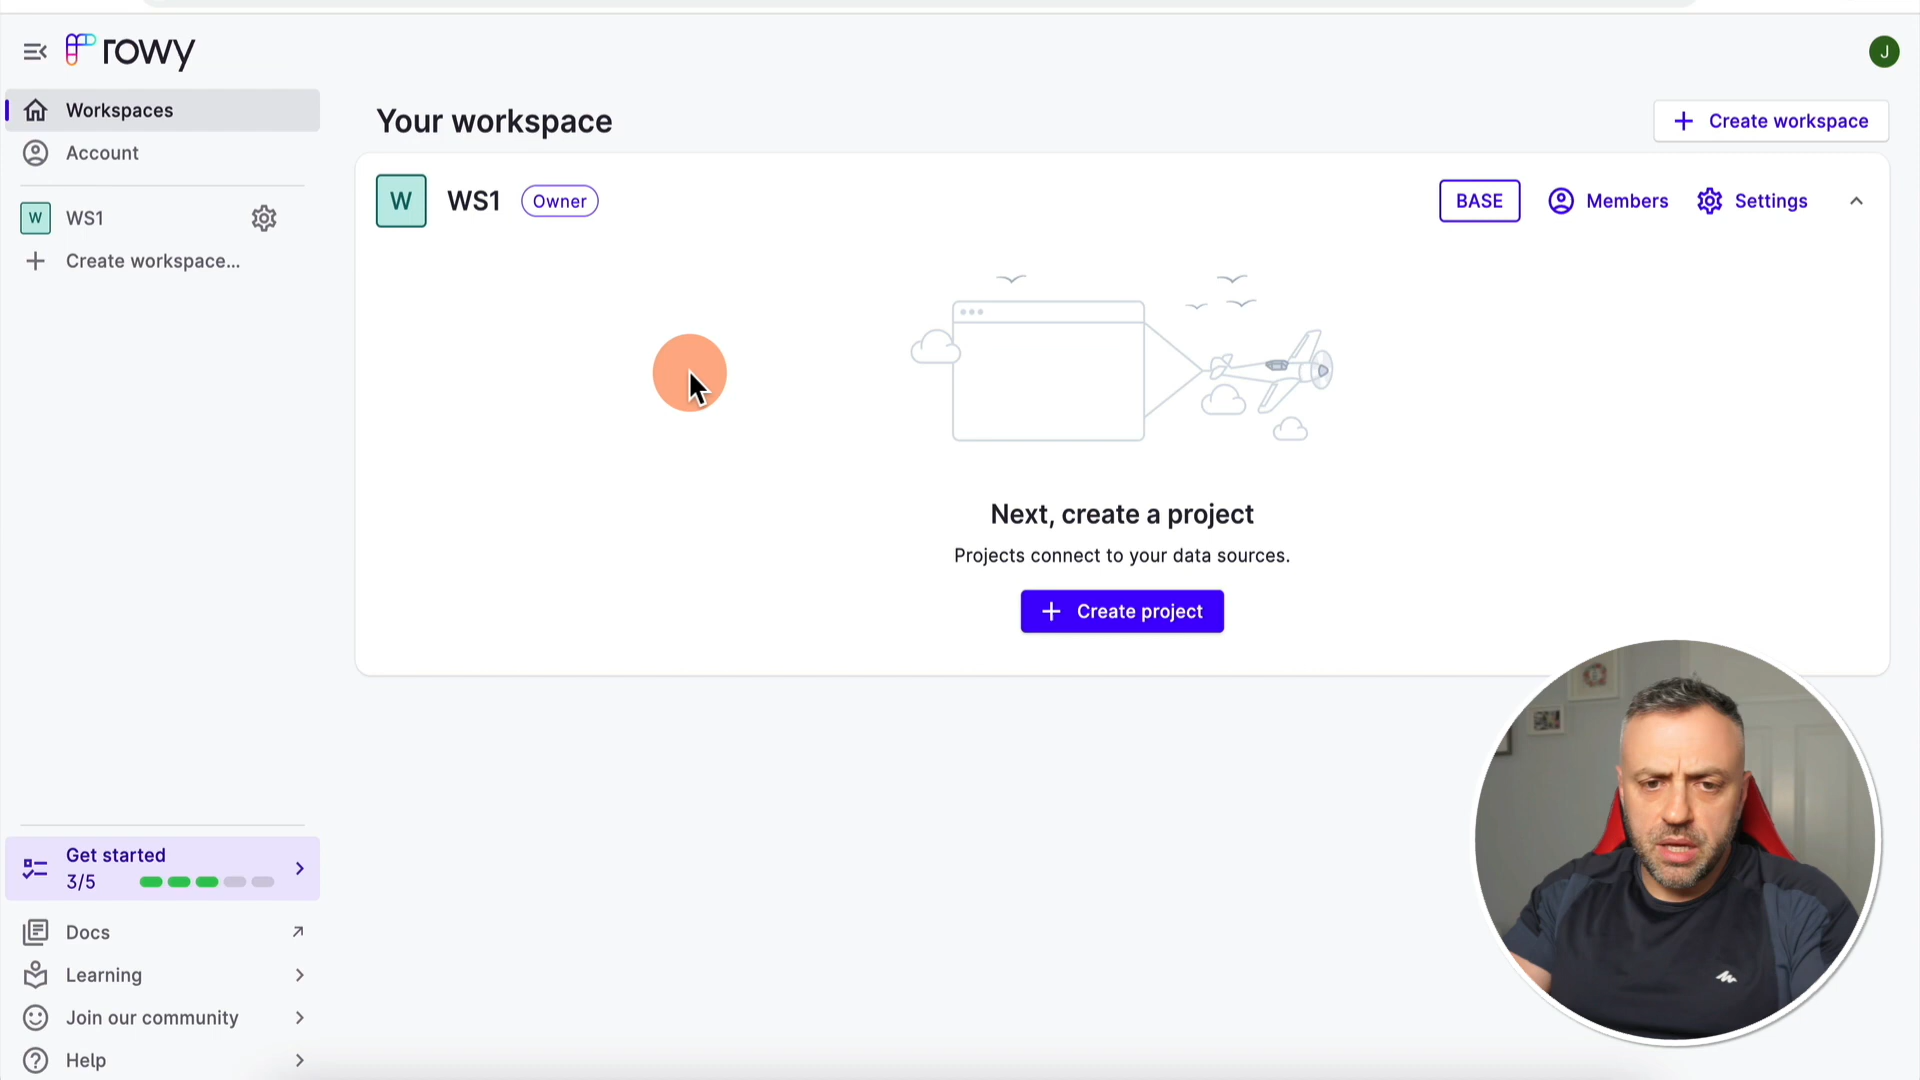 rowy
J
Workspaces
Account
W WS1
Create workspace...
Your workspace
Create workspace
W WS1 Owner
BASE Members Settings
Next, create a project
Projects connect to your data sources.
Create project
Get started
3/5
Docs
Learning
Join our community
Help